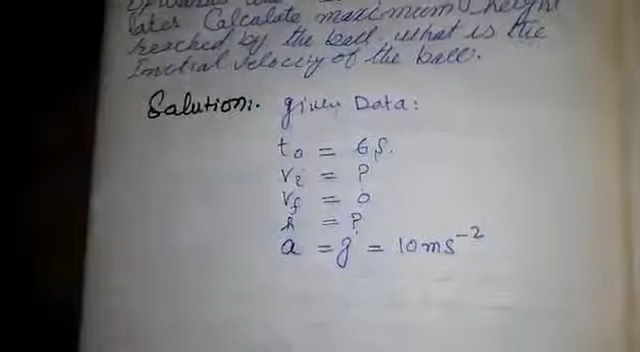 later Calculate maximum height
reached by the ball. what is the
Initial velocity of the ball.
Solution:. given Data:
t₀ = 6s.
vᵢ = ?
v_f = 0
h = ?
a = g = 10ms⁻²